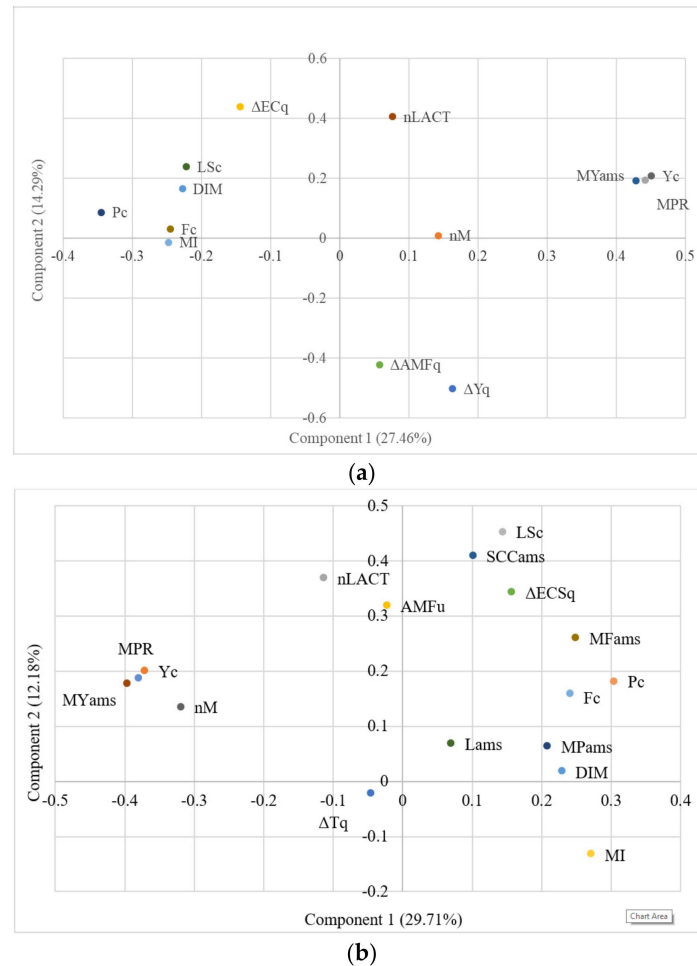 0.6
ΔECq
0.4
nLACT
LSc
0.2
MYams
Yc
DIM
Pc
MPR
Fc
0
nM
MI
-0.4 -0.3 -0.2 -0.1 0 0.1 0.2 0.3 0.4 0.5
-0.2
-0.4
ΔAMFq
ΔYq
-0.6
Component 2 (14.29%)
Component 1 (27.46%)
(a)
0.5
LSc
SCCams
0.4
nLACT
ΔECSq
AMFu
0.3
MFams
MPR
0.2
Yc
Pc
MYams
Fc
nM
0.1
Lams
MPams
DIM
0
-0.5 -0.4 -0.3 -0.2 -0.1 0 0.1 0.2 0.3 0.4
ΔTq
-0.1
MI
-0.2
Component 2 (12.18%)
Component 1 (29.71%)
Chart Area
(b)